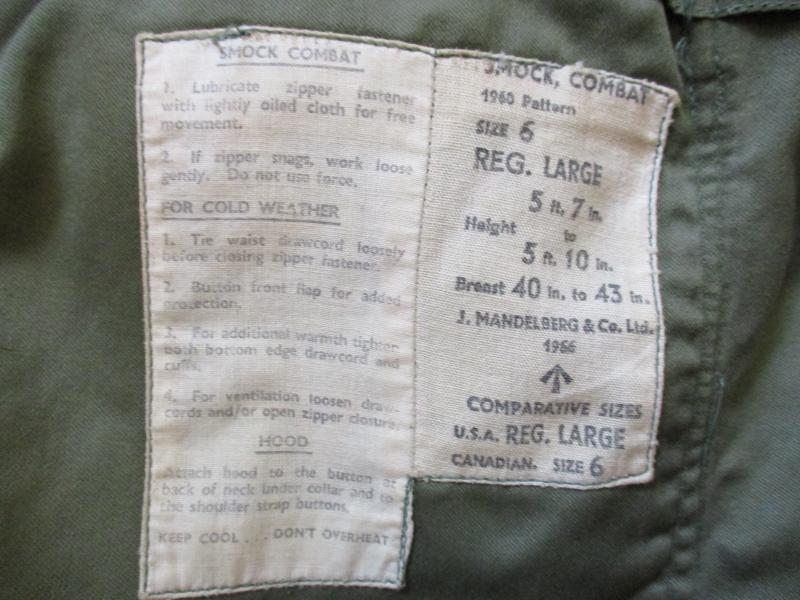 SMOCK COMBAT
1. Lubricate zipper fastener
with lightly oiled cloth for free
movement.
2. If zipper snags, work loose
gently. Do not use force.
FOR COLD WEATHER
1. Tie waist drawcord loosely
before closing zipper fastener.
2. Button front flap for added
protection.
3. For additional warmth tighten
both bottom edge drawcord and
cuffs.
4. For ventilation loosen draw-
cords and/or open zipper closure.
HOOD
Attach hood to the button at
back of neck under collar and to
the shoulder strap buttons.
KEEP COOL . . . DON'T OVERHEAT
SMOCK, COMBAT
1960 Pattern
SIZE 6
REG. LARGE
5 ft. 7 in.
Height to
5 ft. 10 in.
Breast 40 in. to 43 in.
J. MANDELBERG & Co. Ltd.
1966
COMPARATIVE SIZES
U.S.A. REG. LARGE
CANADIAN. SIZE 6